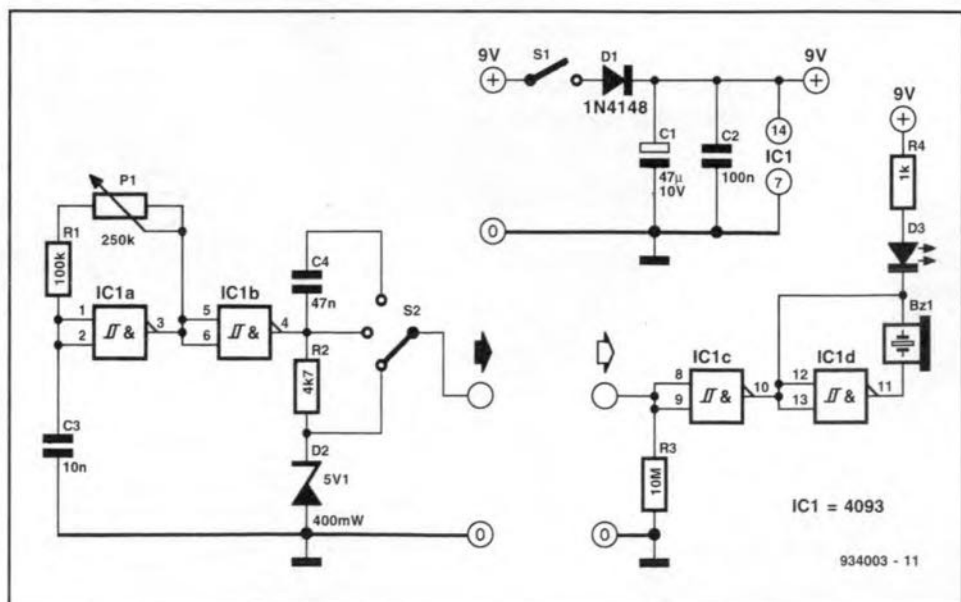 9V
+
S1
D1
1N4148
9V
+
C1
47μ
10V
C2
100n
14
IC1
7
0
9V
+
R4
1k
D3
Bz1
P1
250k
R1
100k
IC1a
1
2
&
3
IC1b
5
6
&
4
C4
47n
S2
R2
4k7
C3
10n
D2
5V1
400mW
0
IC1c
8
9
&
10
IC1d
12
13
&
11
R3
10M
0
IC1 = 4093
934003 - 11